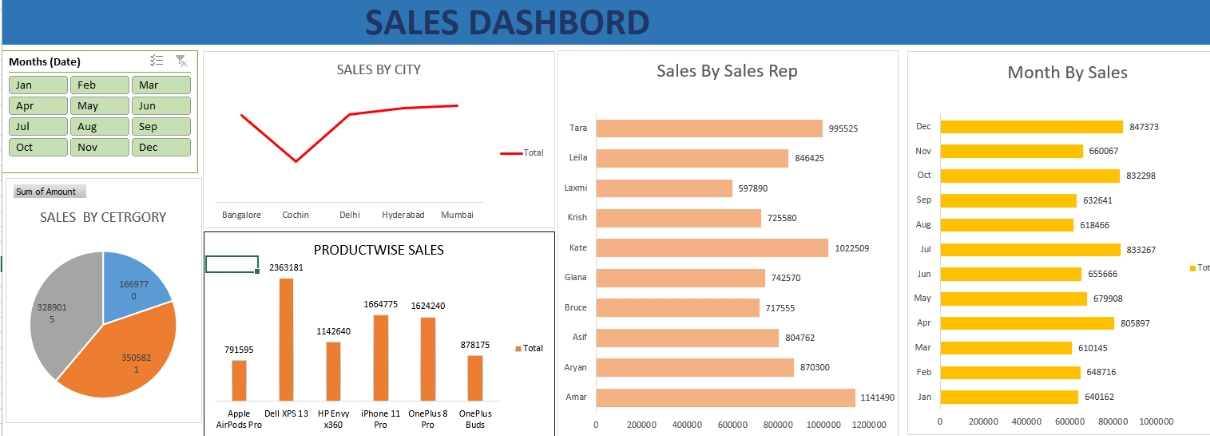 SALES DASHBORD
Months (Date)
Jan Feb Mar
Apr May Jun
Jul Aug Sep
Oct Nov Dec
Sum of Amount
SALES BY CETRGORY
166977
0
328901
5
350582
1
SALES BY CITY
Total
Bangalore Cochin Delhi Hyderabad Mumbai
PRODUCTWISE SALES
2363181
1664775 1624240
1142640
791595 878175
Total
Apple Dell XPS 13 HP Envy iPhone 11 OnePlus 8 OnePlus
AirPods Pro x360 Pro Pro Buds
Sales By Sales Rep
Tara 995525
Leila 846425
Laxmi 597890
Krish 725580
Kate 1022509
Giana 742570
Bruce 717555
Asif 804762
Aryan 870300
Amar 1141490
0 200000 400000 600000 800000 1000000 1200000
Month By Sales
Dec 847373
Nov 660067
Oct 832298
Sep 632641
Aug 618466
Jul 833267
Jun 655666
May 679908
Apr 805897
Mar 610145
Feb 648716
Jan 640162
0 200000 400000 600000 800000 1000000
Tot